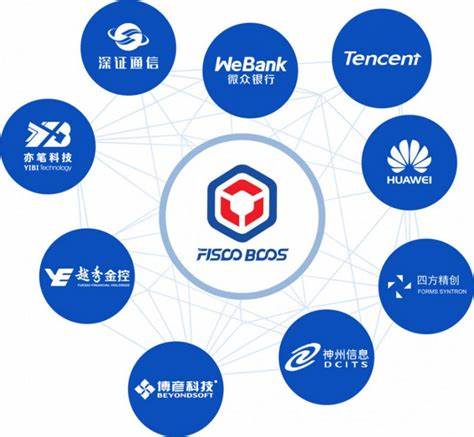 深证通信
WeBank
微众银行
Tencent
亦笔科技
YIBI Technology
HUAWEI
FISCO BCOS
YE 越秀金控
YUEXIU FINANCIAL HOLDINGS
四方精创
FORMS SYNTRON
神州信息
DCITS
博彦科技
BEYONDSOFT